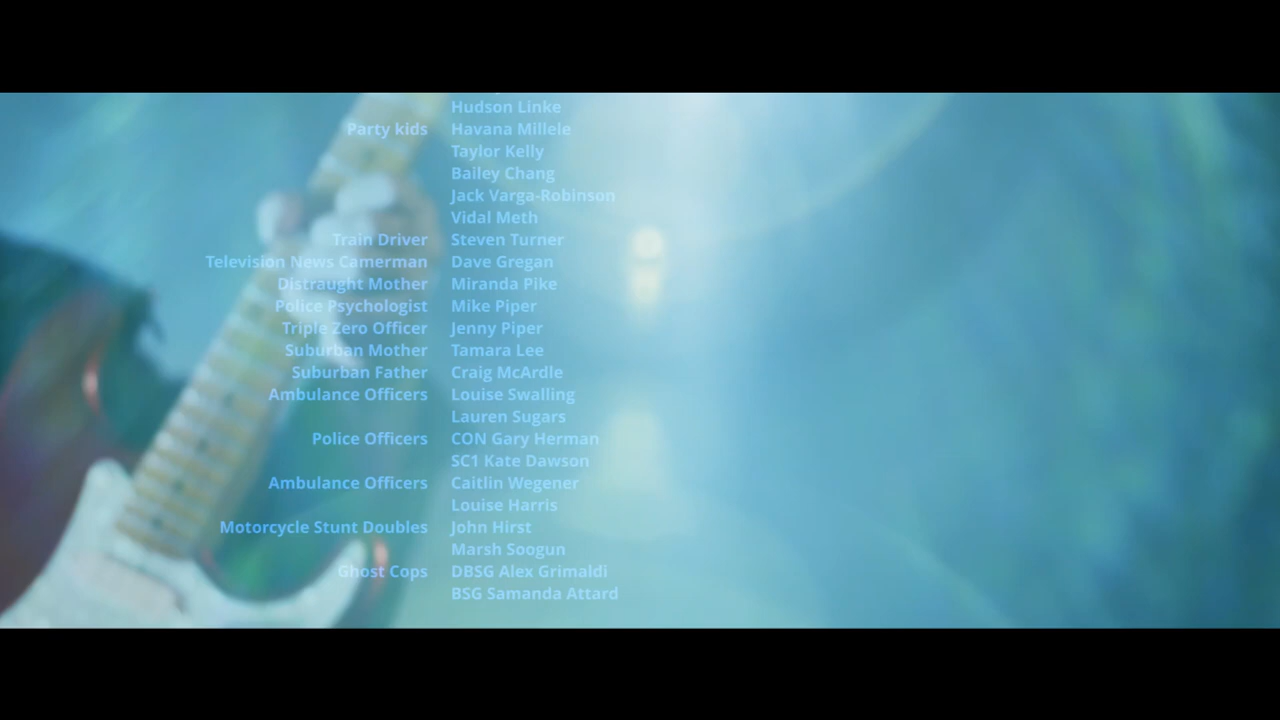 Hudson Linke
Party kids Havana Millele
Taylor Kelly
Bailey Chang
Jack Varga-Robinson
Vidal Meth
Train Driver Steven Turner
Television News Camerman Dave Gregan
Distraught Mother Miranda Pike
Police Psychologist Mike Piper
Triple Zero Officer Jenny Piper
Suburban Mother Tamara Lee
Suburban Father Craig McArdle
Ambulance Officers Louise Swalling
Lauren Sugars
Police Officers CON Gary Herman
SC1 Kate Dawson
Ambulance Officers Caitlin Wegener
Louise Harris
Motorcycle Stunt Doubles John Hirst
Marsh Soogun
Ghost Cops DBSG Alex Grimaldi
BSG Samanda Attard